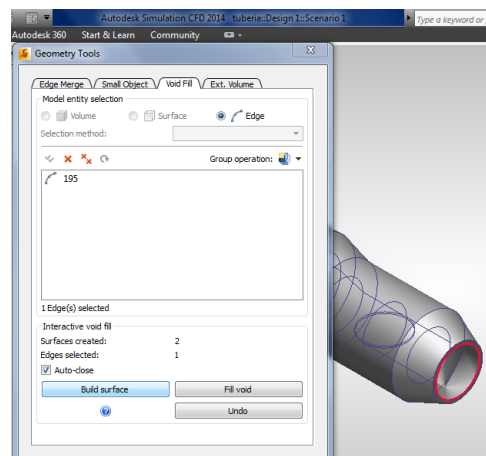 Autodesk Simulation CFD 2014 tuberia::Design 1::Scenario 1
Type a keyword or
Autodesk 360 Start & Learn Community
Geometry Tools
Edge Merge Small Object Void Fill Ext. Volume
Model entity selection
Volume Surface Edge
Selection method:
Group operation:
195
1 Edge(s) selected
Interactive void fill
Surfaces created: 2
Edges selected: 1
Auto-close
Build surface Fill void
Undo